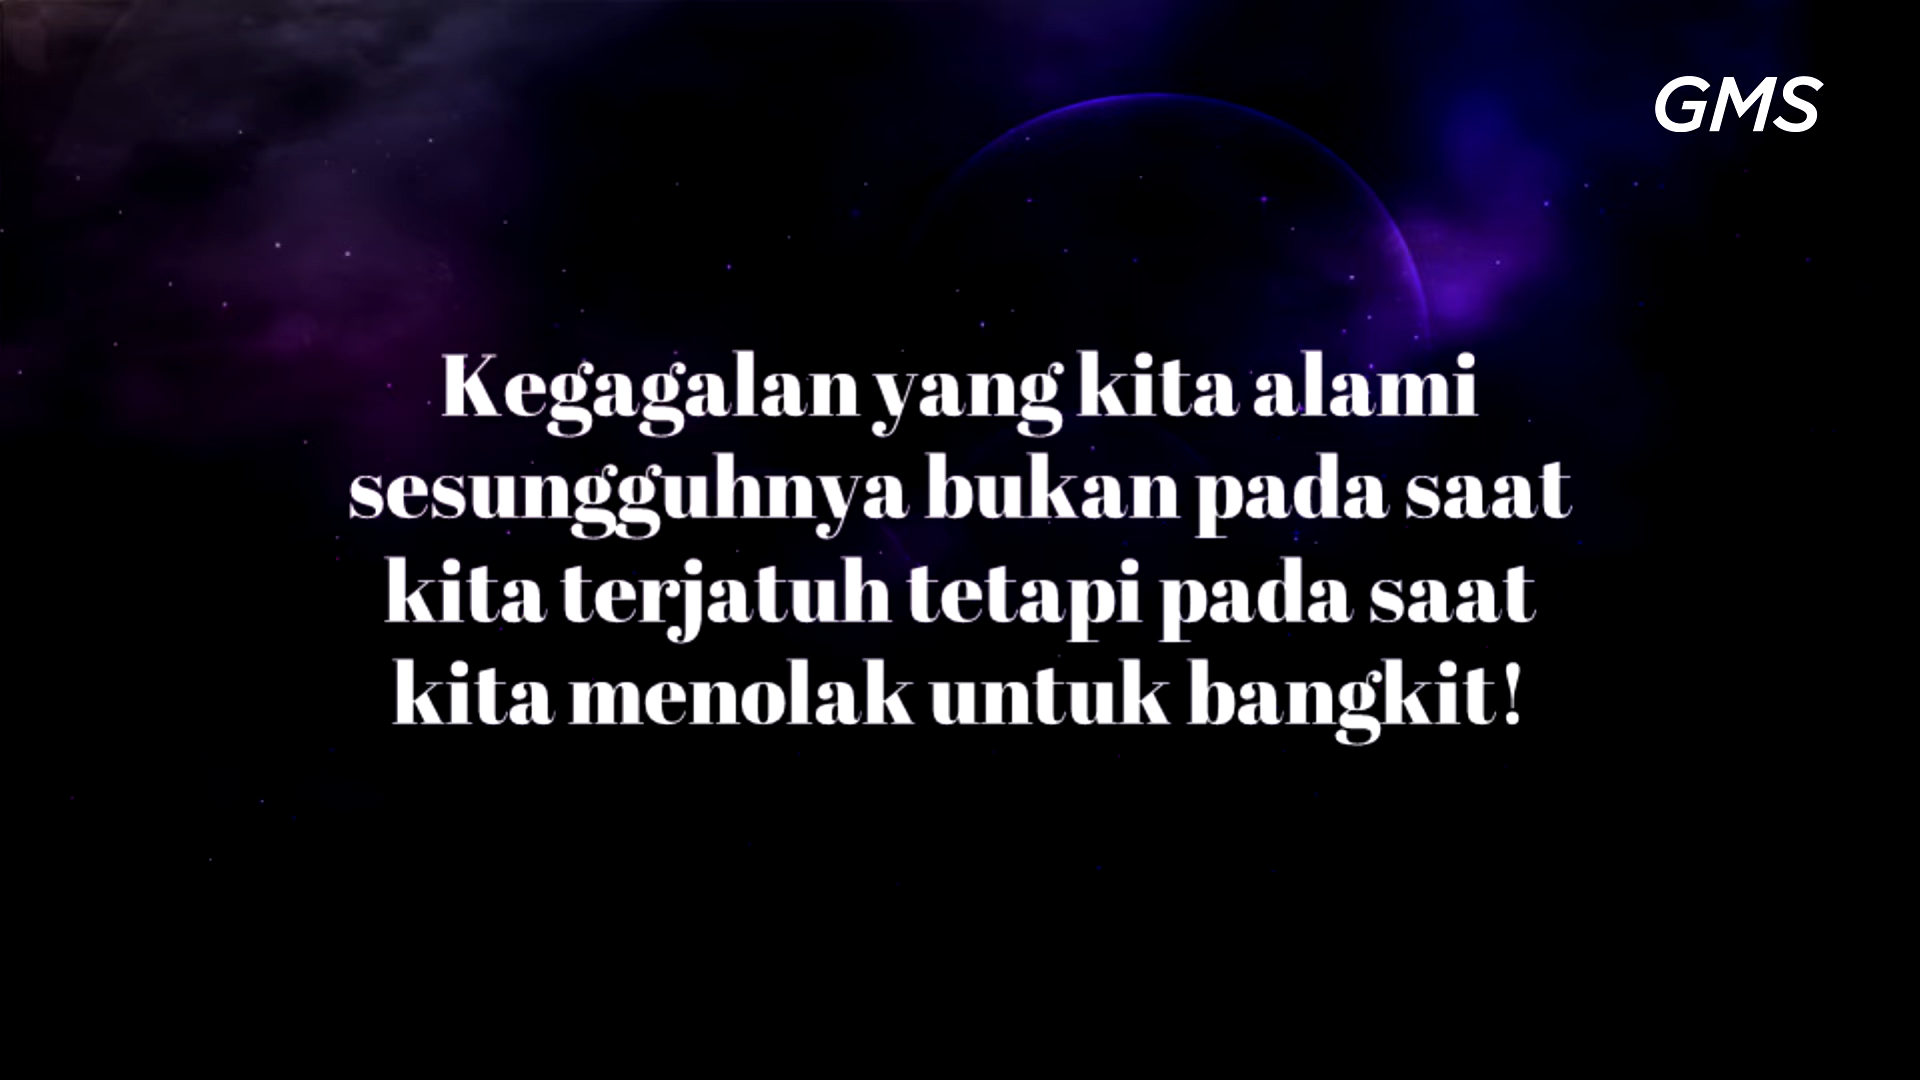 GMS
Kegagalan yang kita alami
sesungguhnya bukan pada saat
kita terjatuh tetapi pada saat
kita menolak untuk bangkit!